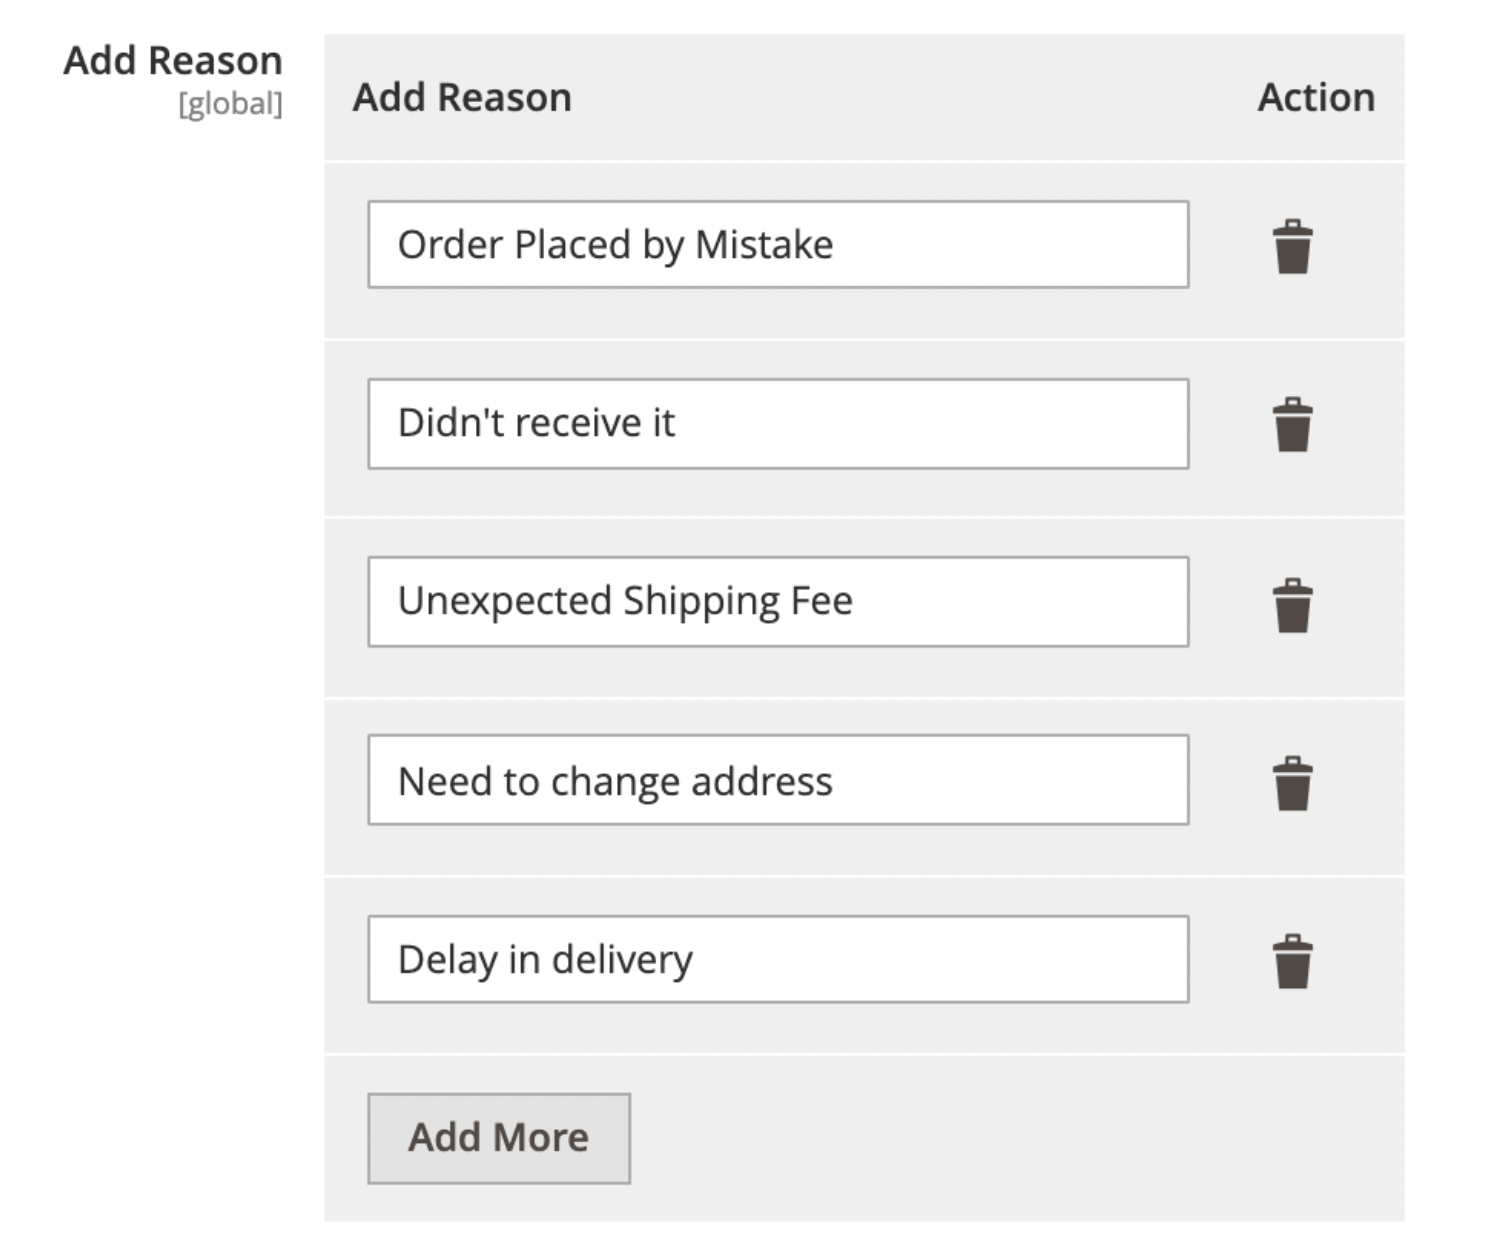 Add Reason
[global]
Add Reason Action
Order Placed by Mistake
Didn't receive it
Unexpected Shipping Fee
Need to change address
Delay in delivery
Add More